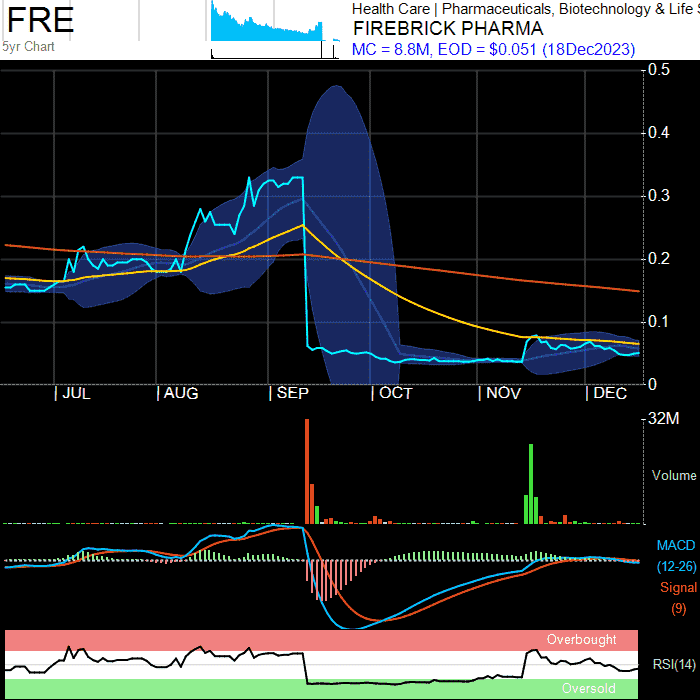 FRE
5yr Chart
Health Care | Pharmaceuticals, Biotechnology & Life S
FIREBRICK PHARMA
MC = 8.8M, EOD = $0.051 (18Dec2023)
0.5
0.4
0.3
0.2
0.1
0
JUL AUG SEP OCT NOV DEC
32M
Volume
MACD
(12-26)
Signal
(9)
Overbought
RSI(14)
Oversold